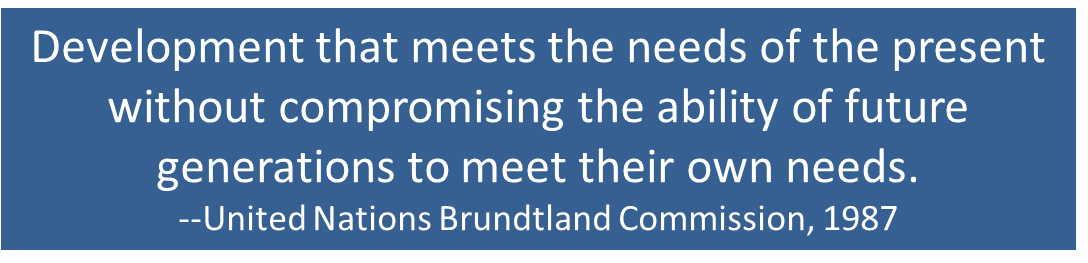 Development that meets the needs of the present
without compromising the ability of future
generations to meet their own needs.
--United Nations Brundtland Commission, 1987